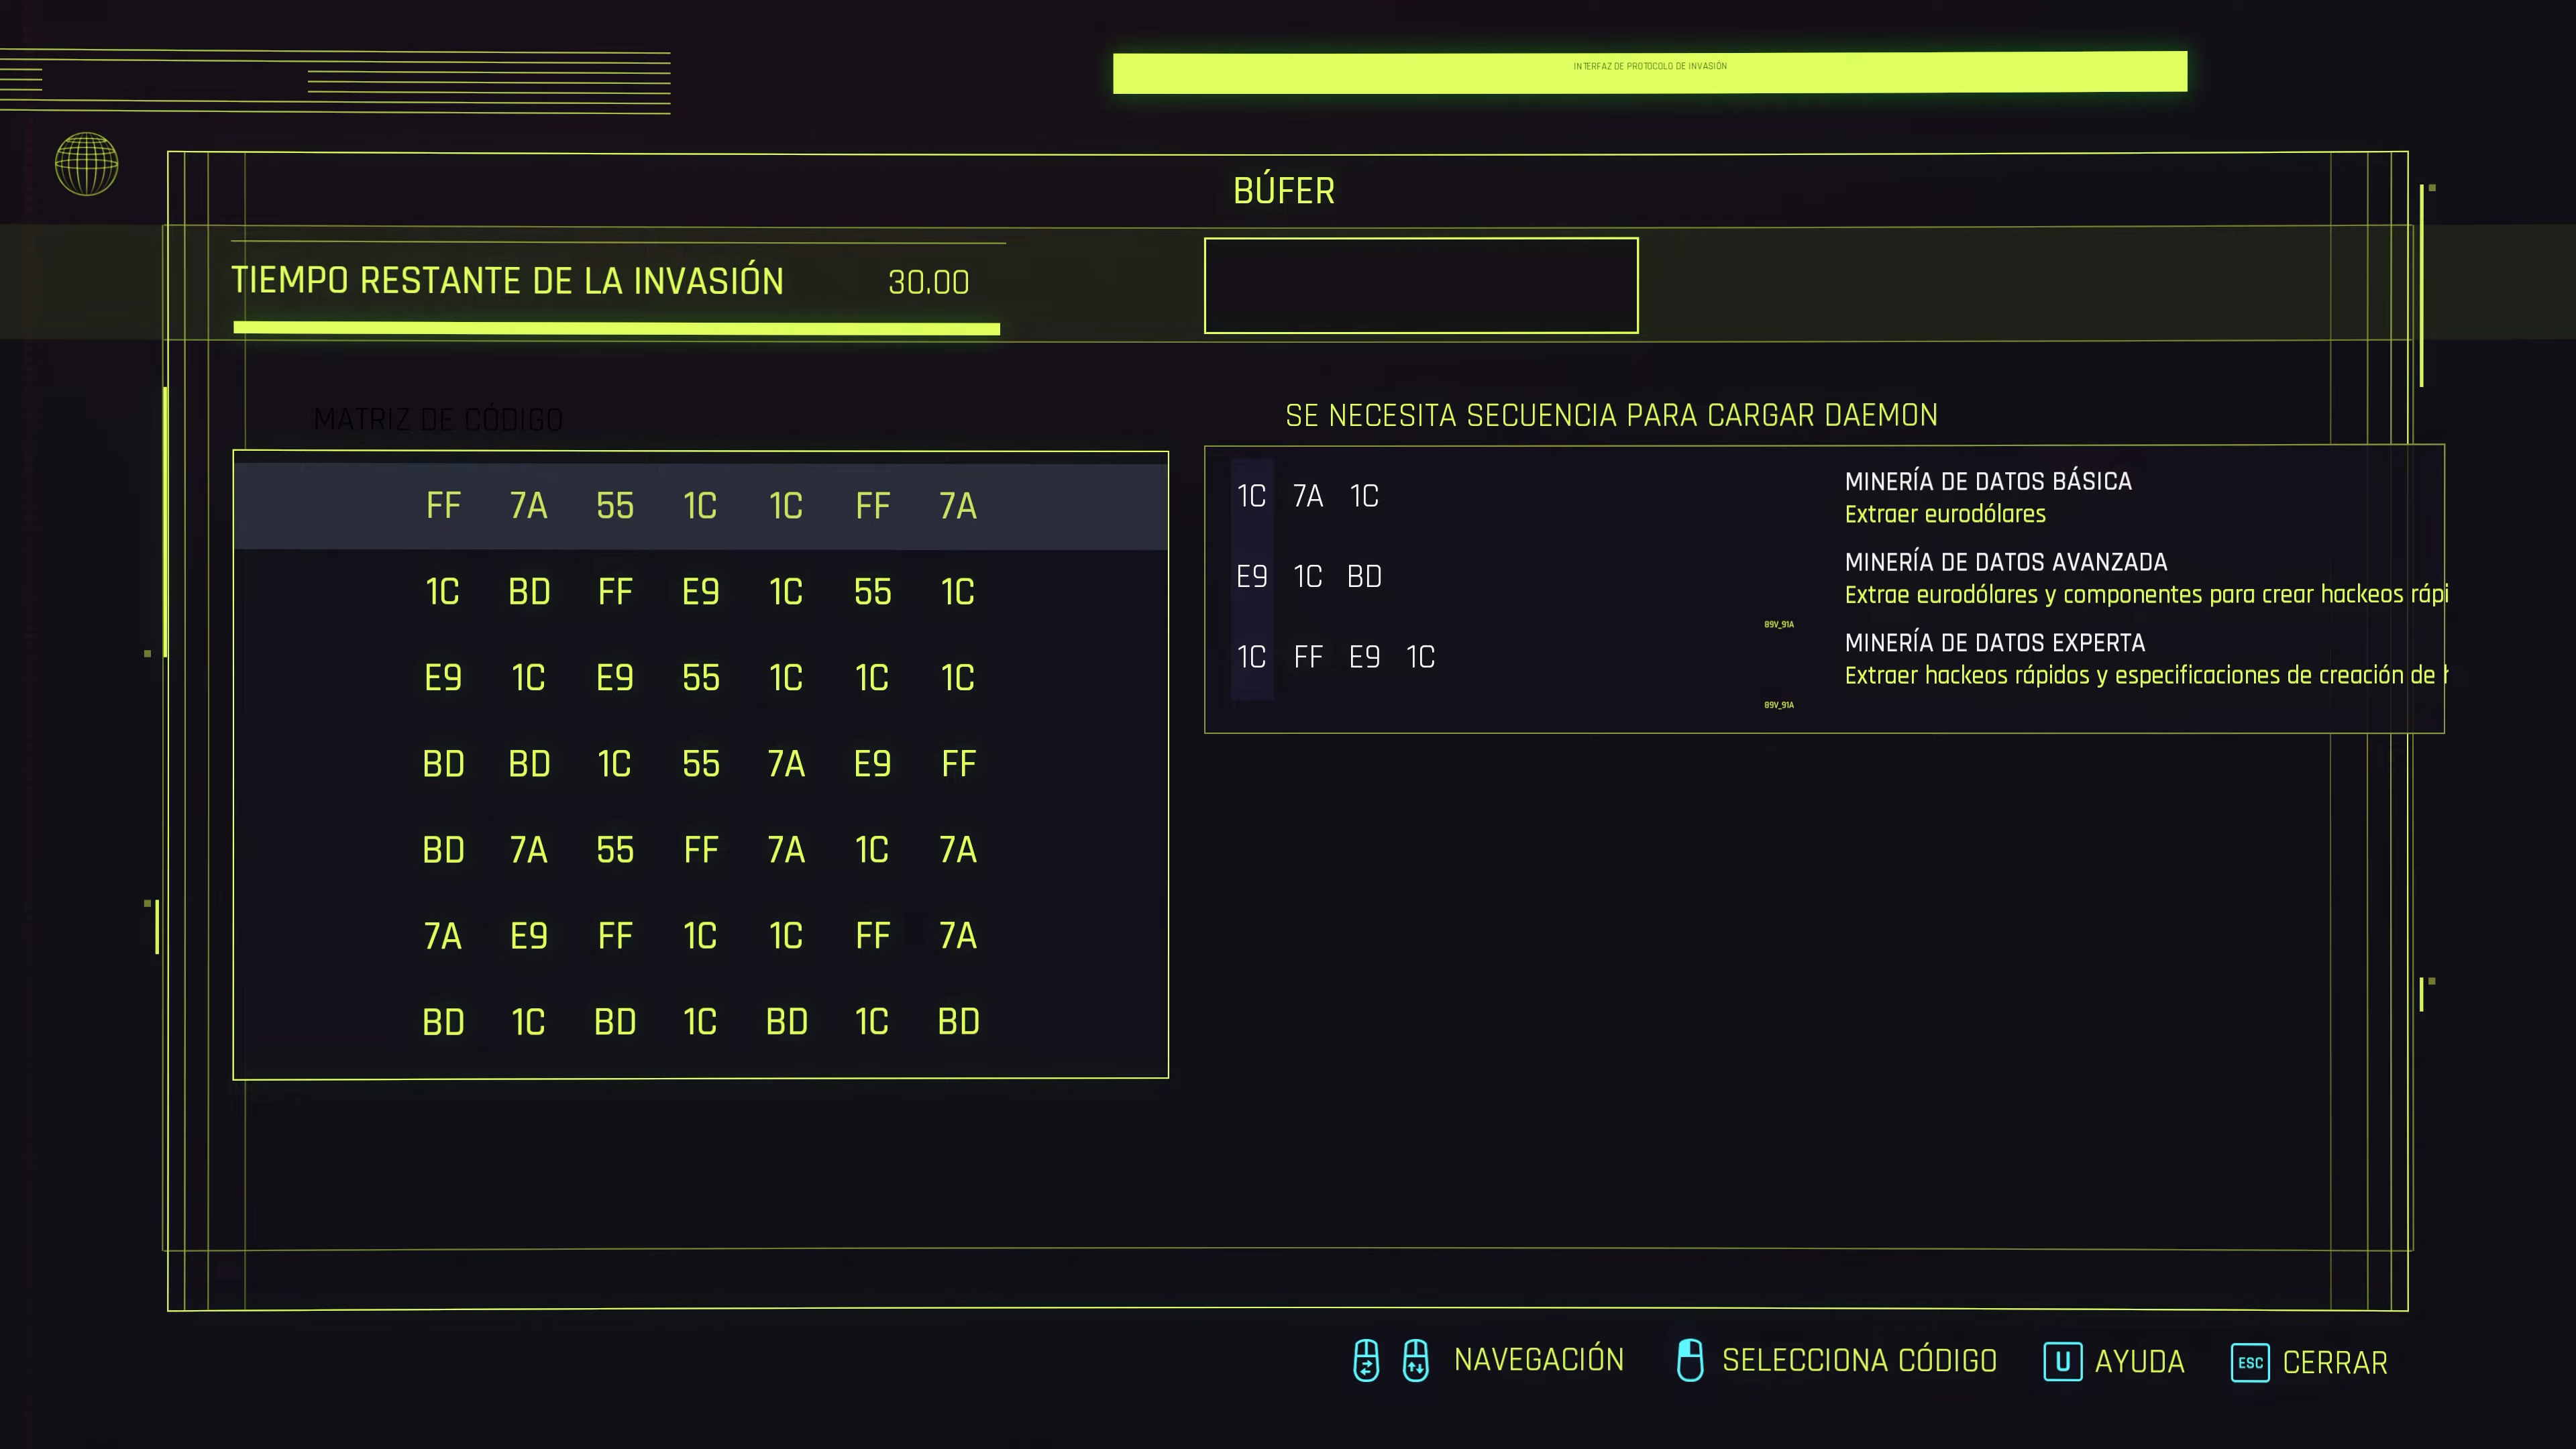 INTERFAZ DE PROTOCOLO DE INVASIÓN
BÚFER
TIEMPO RESTANTE DE LA INVASIÓN 30.00
MATRIZ DE CÓDIGO
FF 7A 55 1C 1C FF 7A
1C BD FF E9 1C 55 1C
E9 1C E9 55 1C 1C 1C
BD BD 1C 55 7A E9 FF
BD 7A 55 FF 7A 1C 7A
7A E9 FF 1C 1C FF 7A
BD 1C BD 1C BD 1C BD
SE NECESITA SECUENCIA PARA CARGAR DAEMON
1C 7A 1C
MINERÍA DE DATOS BÁSICA
Extraer eurodólares
E9 1C BD
MINERÍA DE DATOS AVANZADA
Extrae eurodólares y componentes para crear hackeos rápi
89V_91A
1C FF E9 1C
MINERÍA DE DATOS EXPERTA
Extraer hackeos rápidos y especificaciones de creación de
89V_91A
NAVEGACIÓN SELECCIONA CÓDIGO U AYUDA ESC CERRAR